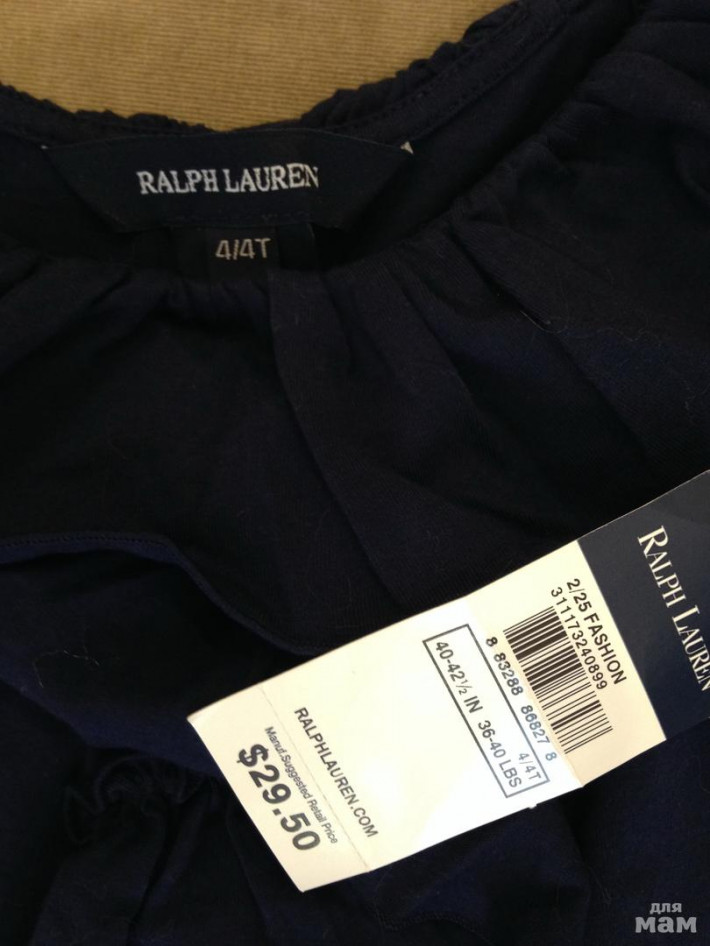 RALPH LAUREN
4/4T
RALPH LAUREN
2/25 FASHION
311173240899
8 83288 86827 8
4/4T
40-42½ IN 36-40 LBS
RALPHLAUREN.COM
Manuf.Suggested Retail Price
$29.50
для
мам